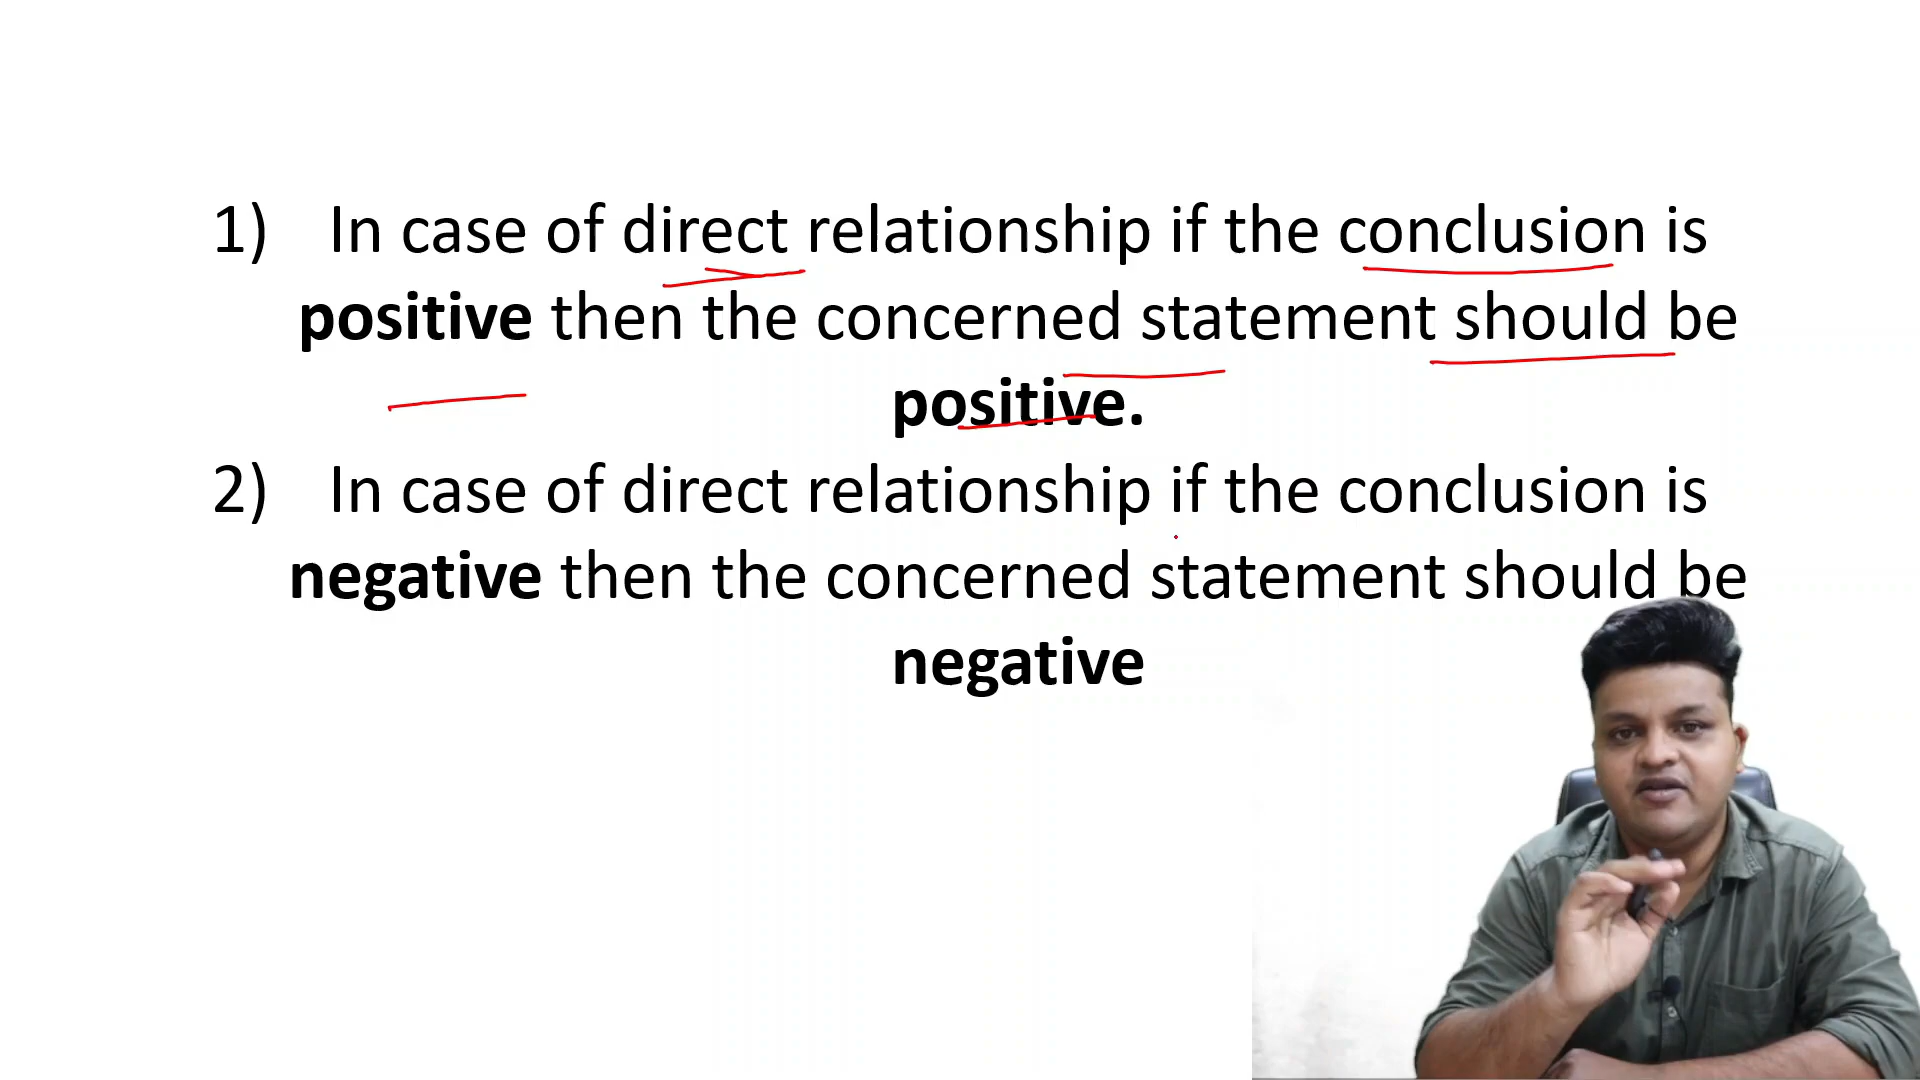 1) In case of direct relationship if the conclusion is
positive then the concerned statement should be
positive.
2) In case of direct relationship if the conclusion is
negative then the concerned statement should be
negative